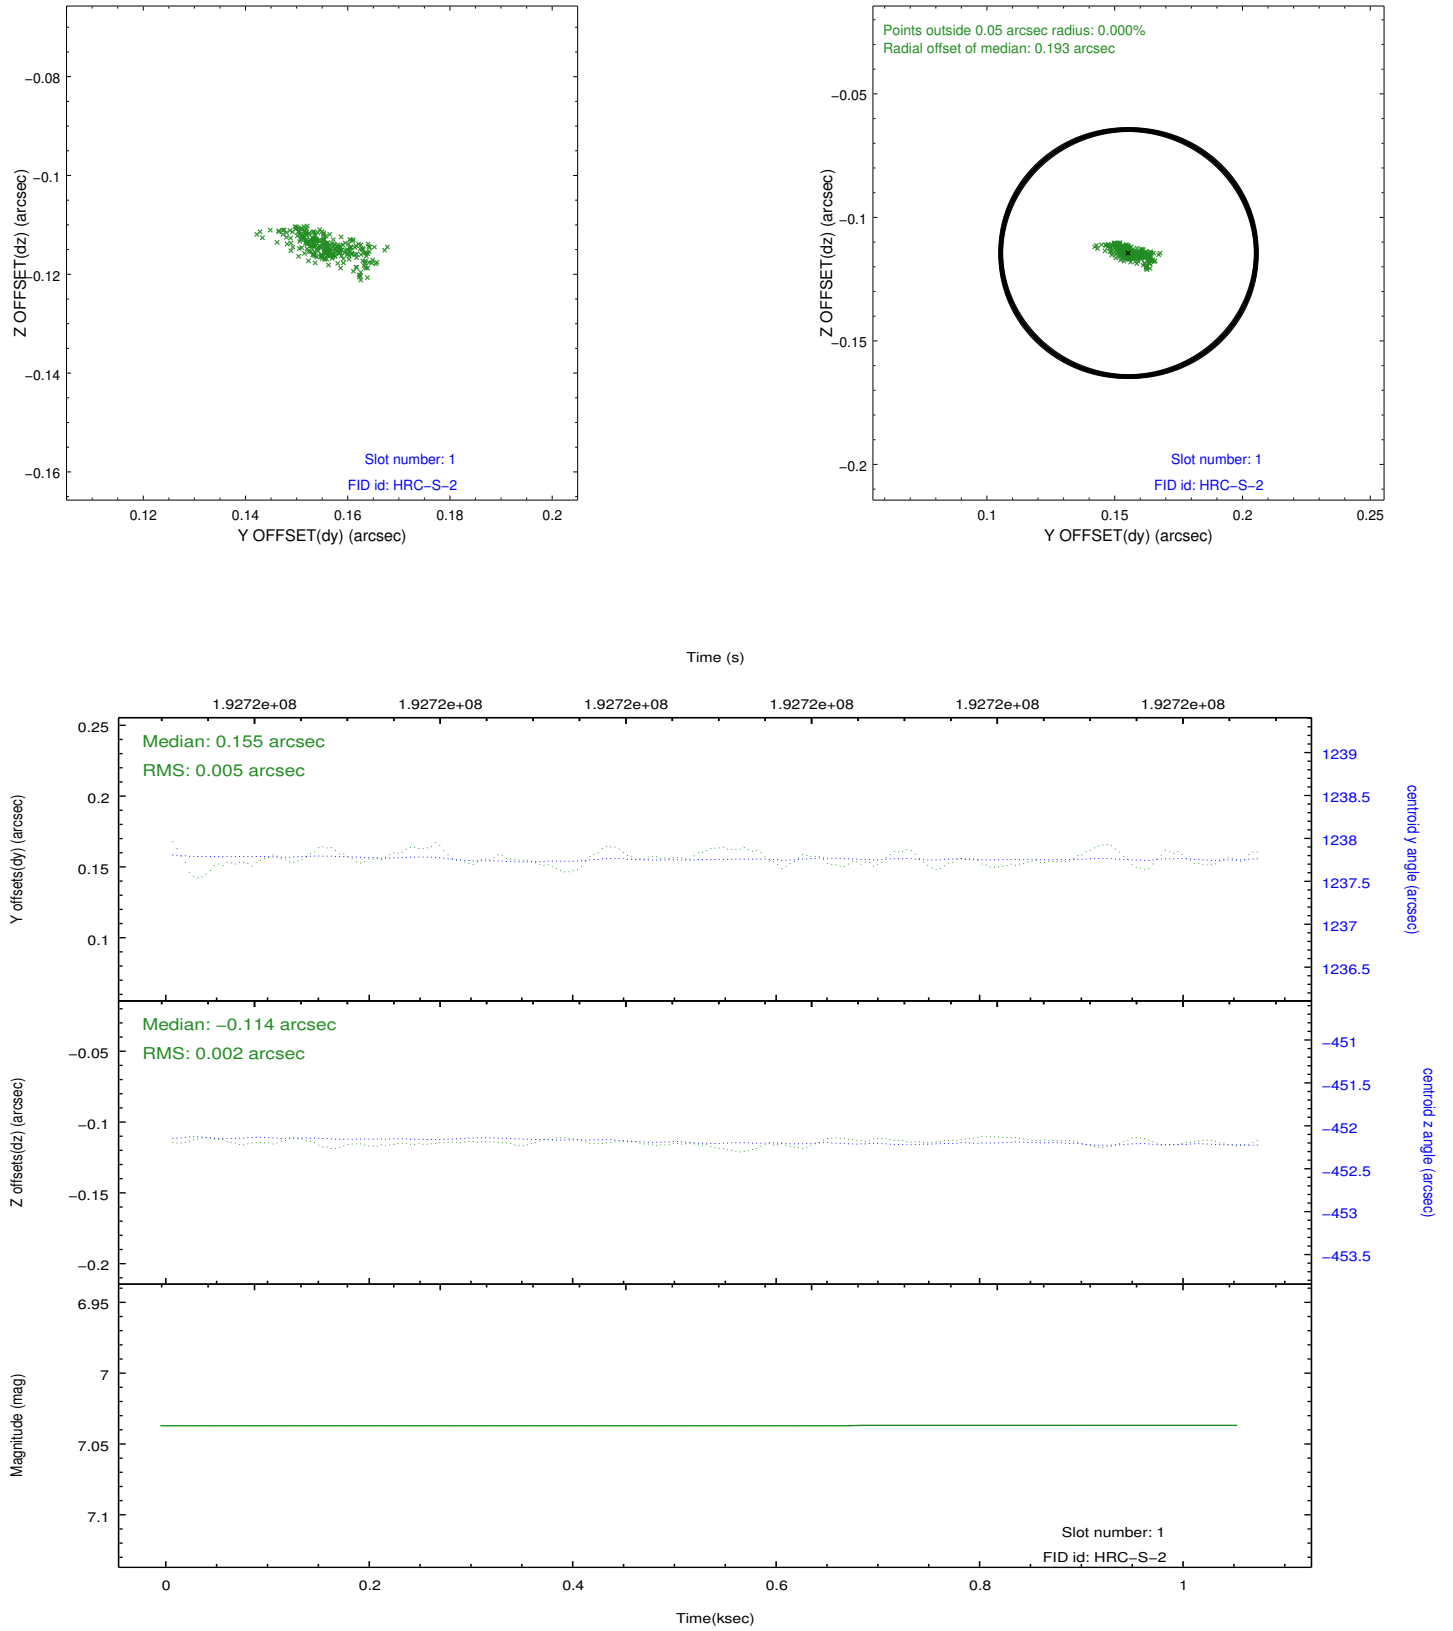 −0.08
−0.1
−0.12
−0.14
−0.16
Z OFFSET(dz) (arcsec)
Slot number: 1
FID id: HRC−S−2
0.12
0.14
0.16
0.18
0.2
Y OFFSET(dy) (arcsec)
Points outside 0.05 arcsec radius: 0.000%
Radial offset of median: 0.193 arcsec
−0.05
−0.1
−0.15
−0.2
Z OFFSET(dz) (arcsec)
Slot number: 1
FID id: HRC−S−2
0.1
0.15
0.2
0.25
Y OFFSET(dy) (arcsec)
Time (s)
1.9272e+08
1.9272e+08
1.9272e+08
1.9272e+08
1.9272e+08
1.9272e+08
Median: 0.155 arcsec
RMS: 0.005 arcsec
0.25
0.2
0.15
0.1
Y offsets(dy) (arcsec)
1239
1238.5
1238
1237.5
1237
1236.5
centroid y angle (arcsec)
Median: −0.114 arcsec
RMS: 0.002 arcsec
−0.05
−0.1
−0.15
−0.2
Z offsets(dz) (arcsec)
−451
−451.5
−452
−452.5
−453
−453.5
centroid z angle (arcsec)
6.95
7
7.05
7.1
Magnitude (mag)
Slot number: 1
FID id: HRC−S−2
0
0.2
0.4
0.6
0.8
1
Time(ksec)